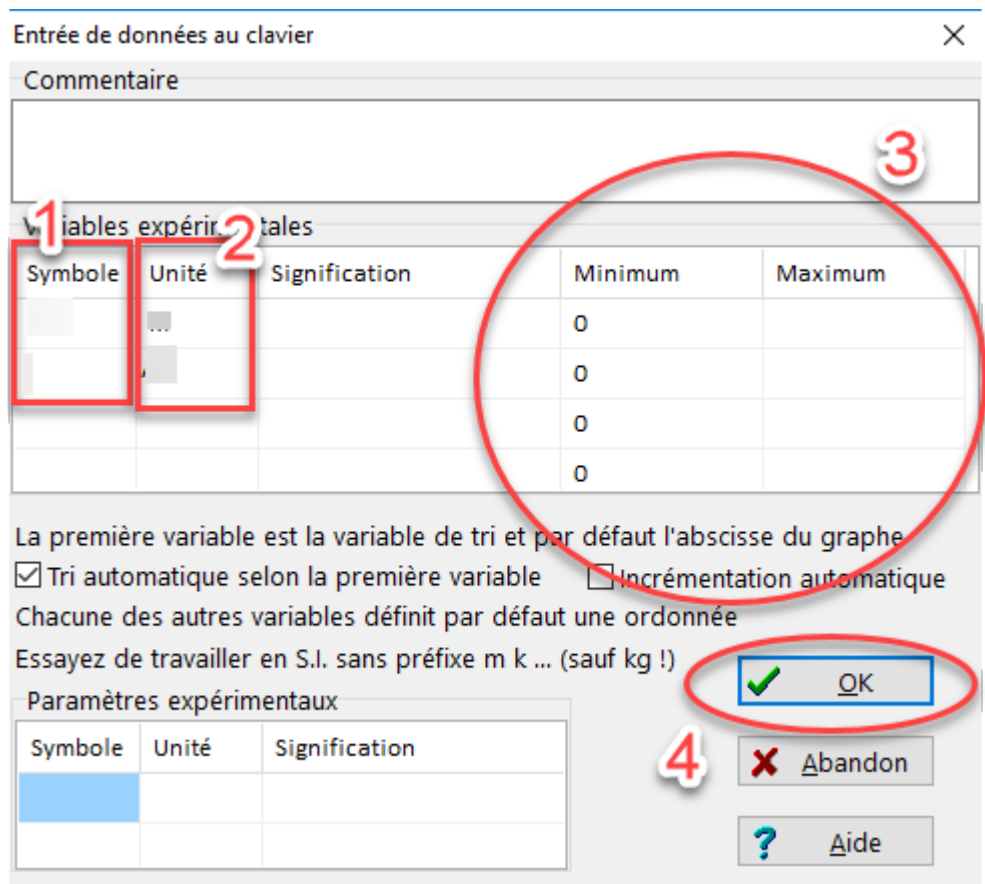 Entrée de données au clavier
Commentaire
3
1 2
Variables expérimentales
Symbole Unité Signification Minimum Maximum
... 0
0
0
0
La première variable est la variable de tri et par défaut l'abscisse du graphe
Tri automatique selon la première variable Incrémentation automatique
Chacune des autres variables définit par défaut une ordonnée
Essayez de travailler en S.I. sans préfixe m k ... (sauf kg !)
OK
Paramètres expérimentaux
Symbole Unité Signification
4
Abandon
Aide